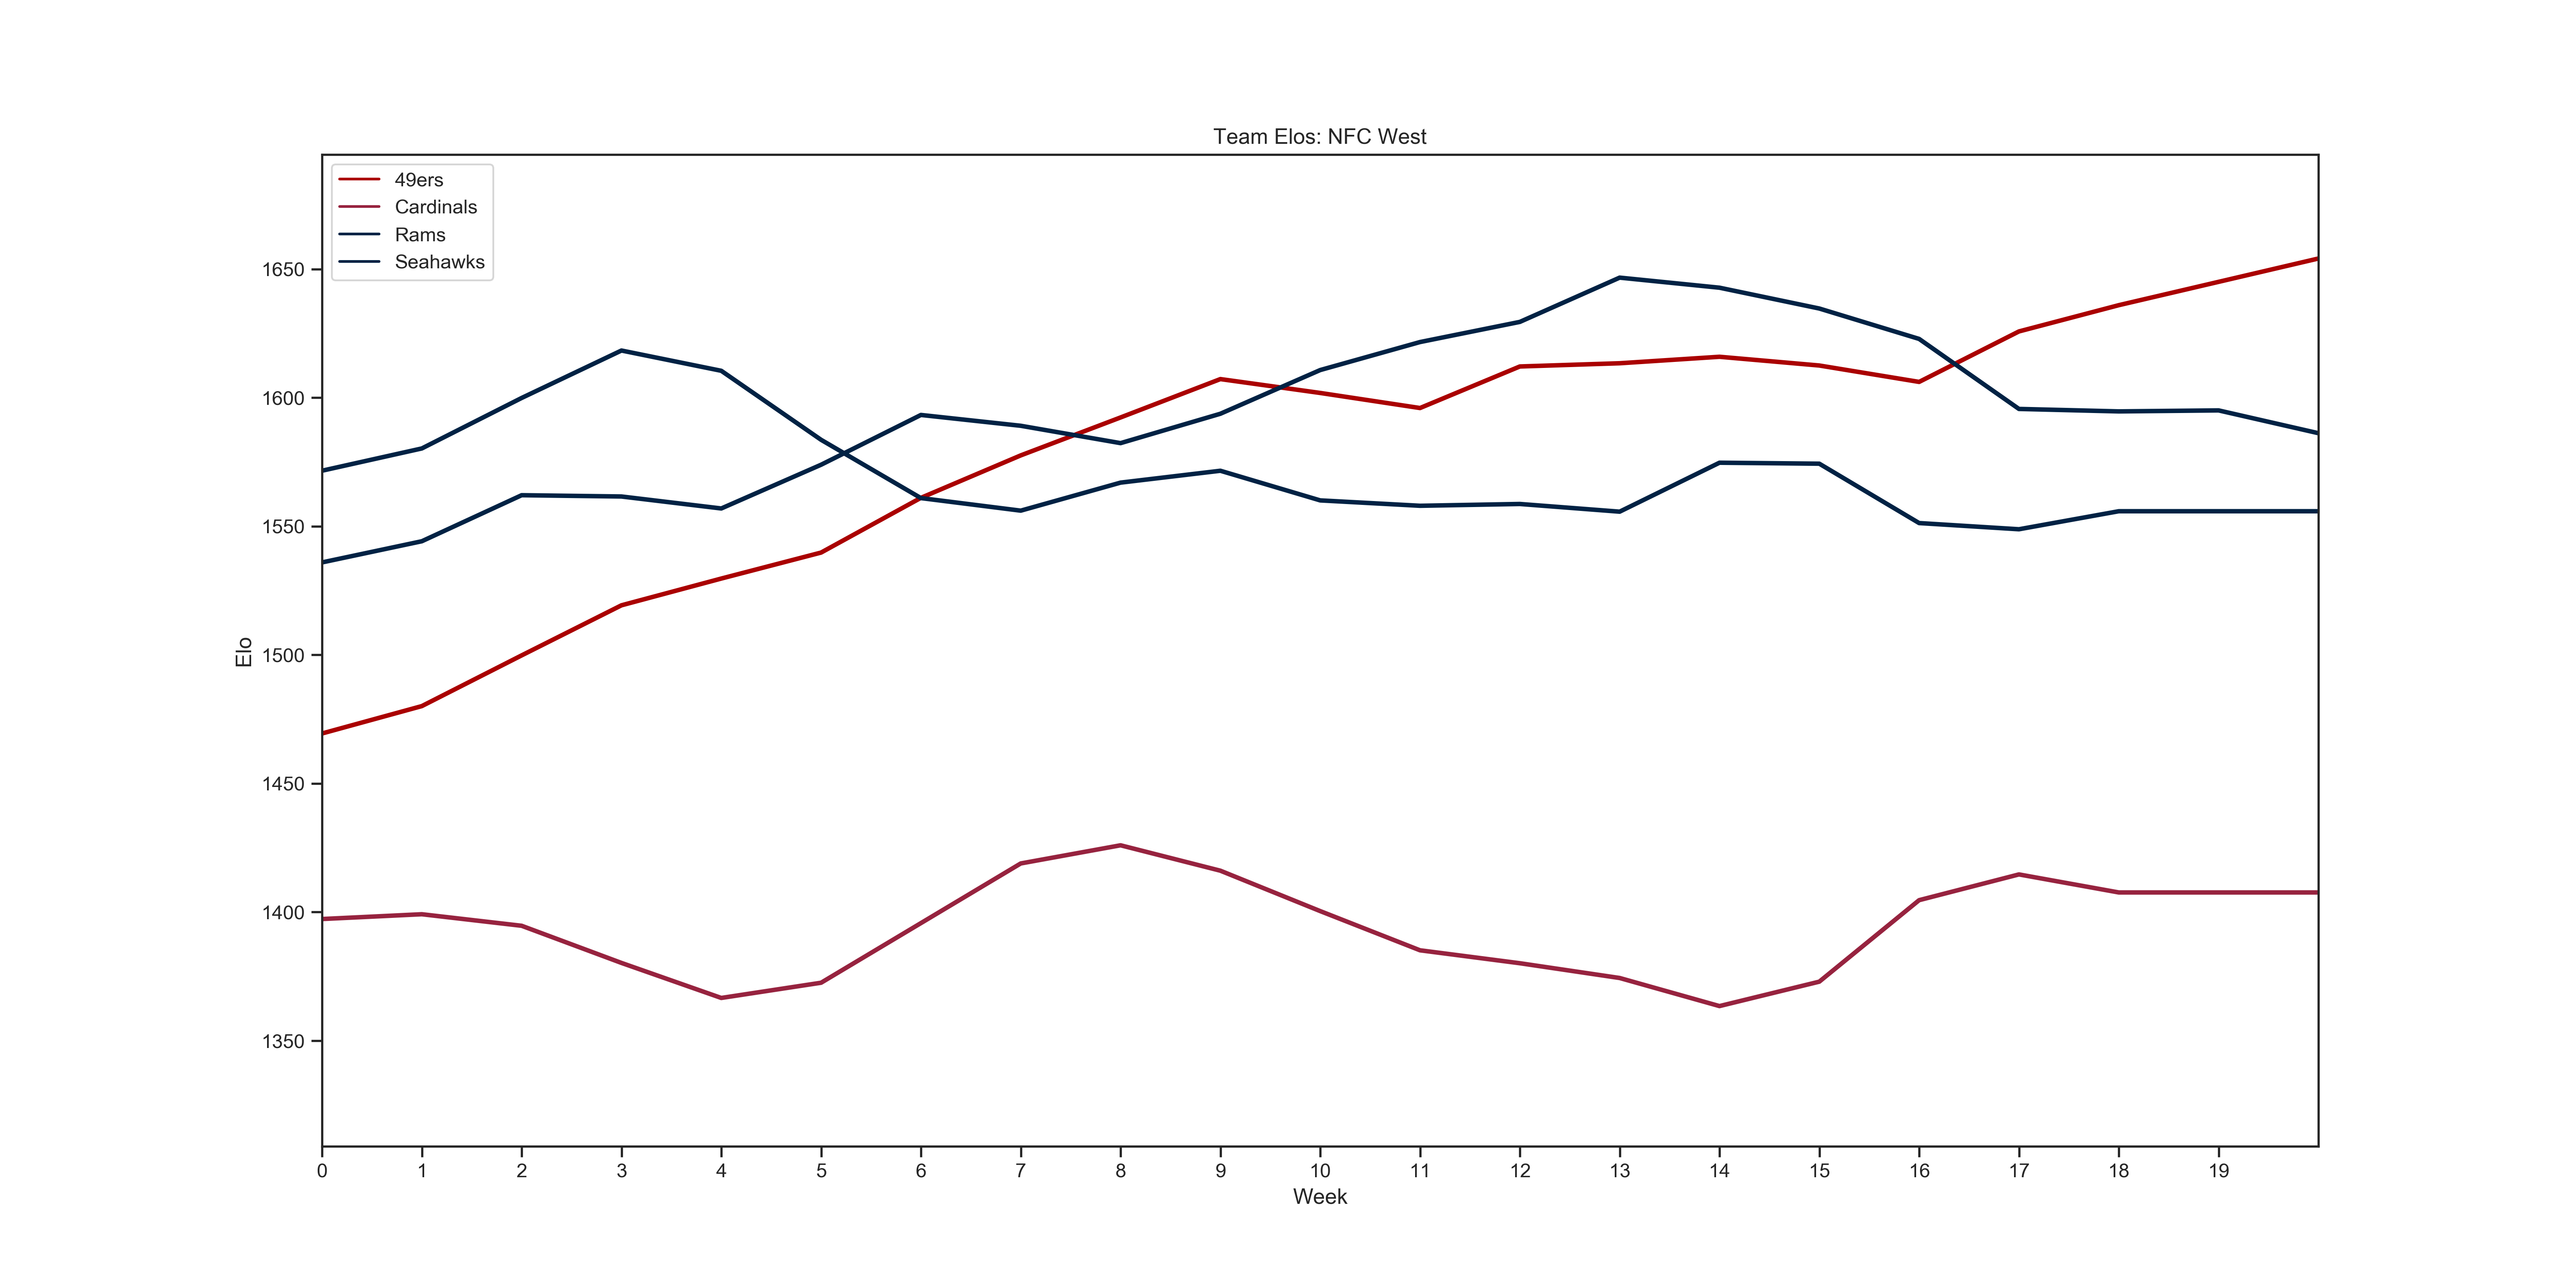 Team Elos: NFC West
49ers
Cardinals
Rams
Seahawks
1650
1600
1550
1500
1450
1400
1350
Elo
0 1 2 3 4 5 6 7 8 9 10 11 12 13 14 15 16 17 18 19
Week